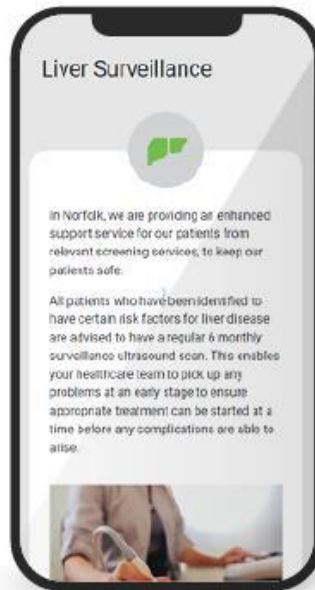 Liver Surveillance
In Norfolk, we are providing an enhanced
support service for our patients from
relevant screening services, to keep our
patients safe.
All patients who have been identified to
have certain risk factors for liver disease
are advised to have a regular 6 monthly
surveillance ultrasound scan. This enables
your healthcare team to pick up any
problems at an early stage to ensure
appropriate treatment can be started at a
time before any complications are able to
arise.